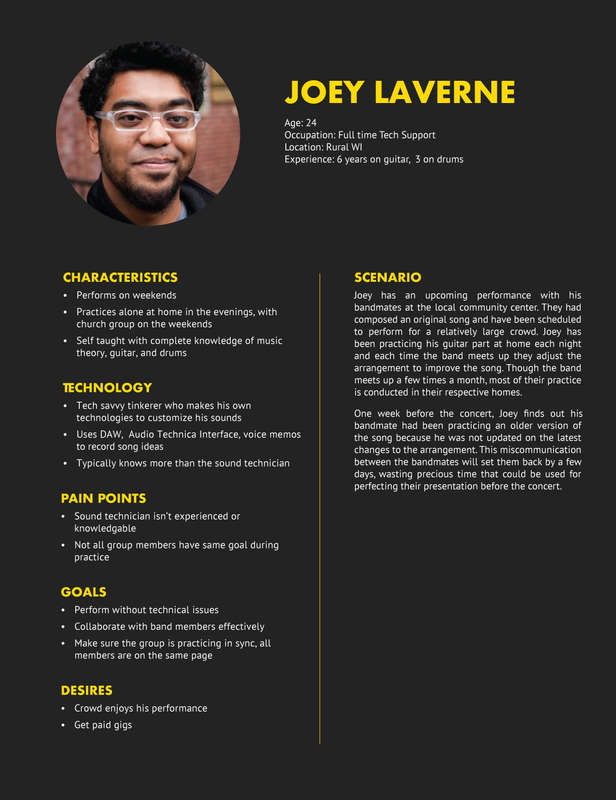 JOEY LAVERNE
Age: 24
Occupation: Full time Tech Support
Location: Rural WI
Experience: 6 years on guitar, 3 on drums
CHARACTERISTICS
• Performs on weekends
• Practices alone at home in the evenings, with
church group on the weekends
• Self taught with complete knowledge of music
theory, guitar, and drums
TECHNOLOGY
• Tech savvy tinkerer who makes his own
technologies to customize his sounds
• Uses DAW, Audio Technica Interface, voice memos
to record song ideas
• Typically knows more than the sound technician
PAIN POINTS
• Sound technician isn't experienced or
knowledgable
• Not all group members have same goal during
practice
GOALS
• Perform without technical issues
• Collaborate with band members effectively
• Make sure the group is practicing in sync, all
members are on the same page
DESIRES
• Crowd enjoys his performance
• Get paid gigs
SCENARIO
Joey has an upcoming performance with his
bandmates at the local community center. They had
composed an original song and have been scheduled
to perform for a relatively large crowd. Joey has
been practicing his guitar part at home each night
and each time the band meets up they adjust the
arrangement to improve the song. Though the band
meets up a few times a month, most of their practice
is conducted in their respective homes.
One week before the concert, Joey finds out his
bandmate had been practicing an older version of
the song because he was not updated on the latest
changes to the arrangement. This miscommunication
between the bandmates will set them back by a few
days, wasting precious time that could be used for
perfecting their presentation before the concert.